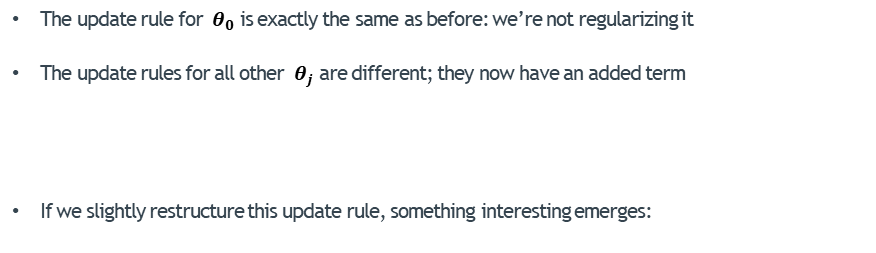 • The update rule for θ₀ is exactly the same as before: we're not regularizing it
• The update rules for all other θⱼ are different; they now have an added term
• If we slightly restructure this update rule, something interesting emerges: